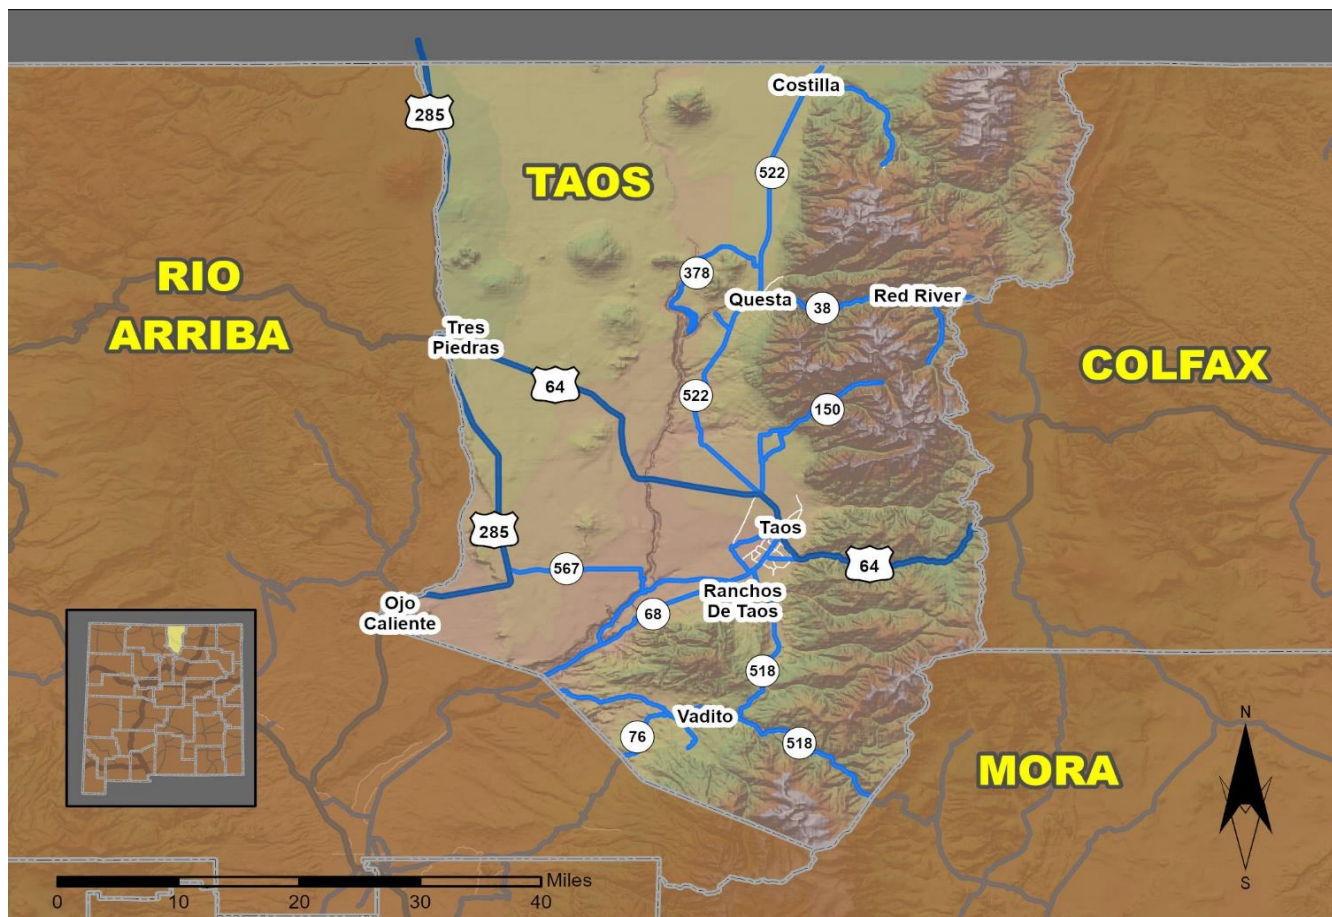 Costilla
285
TAOS
522
RIO
ARRIBA
378
Questa
38
Red River
Tres
Piedras
COLFAX
64
522
150
Taos
285
567
64
Ranchos
De Taos
Ojo
Caliente
68
518
Vadito
76
518
MORA
N
S
Miles
0
10
20
30
40